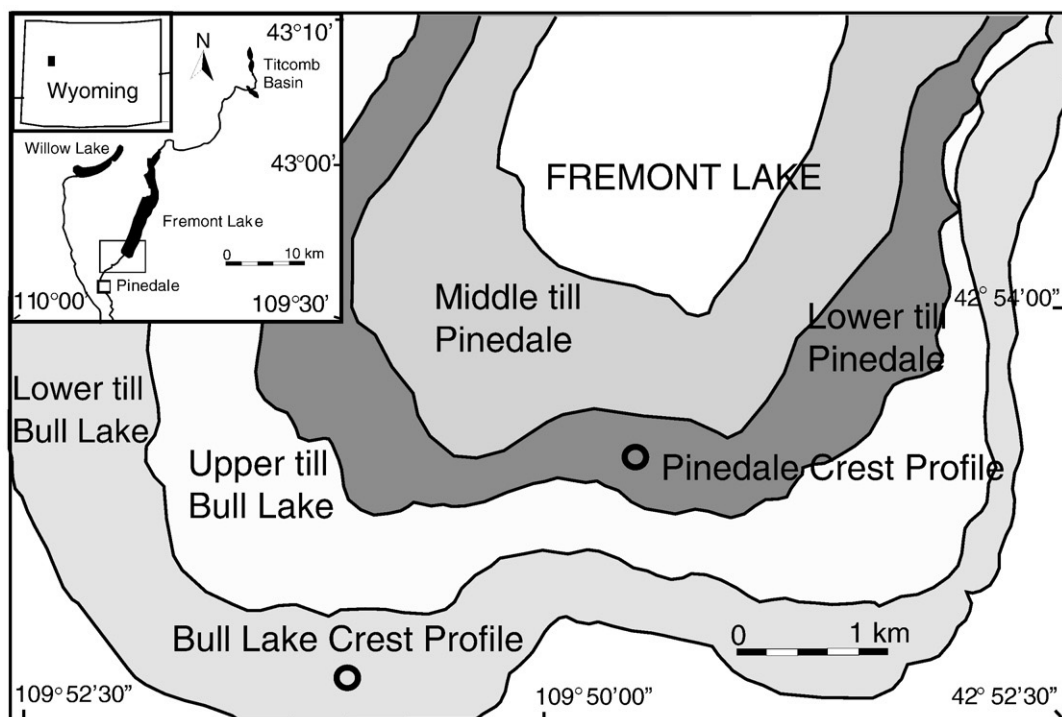 43°10'
N
Titcomb
Basin
Wyoming
Willow Lake
43°00'
Fremont Lake
0 10 km
Pinedale
110°00'
109°30'
FREMONT LAKE
42° 54'00"
Middle till
Pinedale
Lower till
Pinedale
Lower till
Bull Lake
Upper till
Bull Lake
Pinedale Crest Profile
Bull Lake Crest Profile
0 1 km
109°52'30"
109°50'00"
42°52'30"